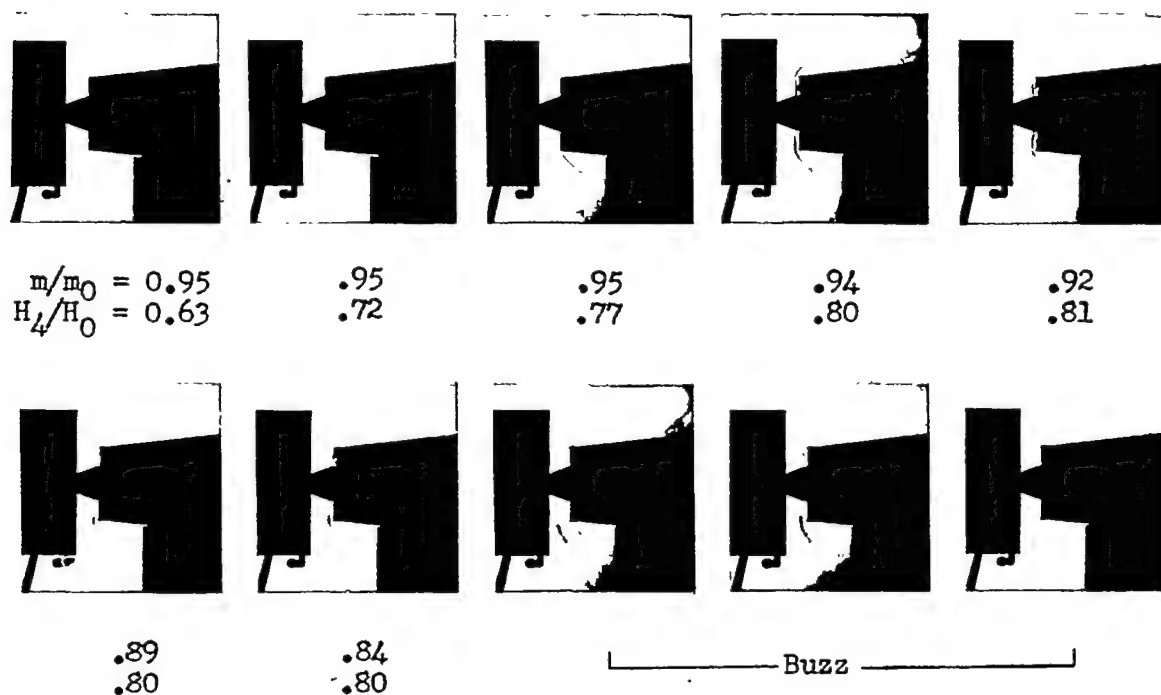 m/m0 = 0.95 .95 .95 .94 .92
H4/H0 = 0.63 .72 .77 .80 .81
.89 .84 Buzz
.80 .80